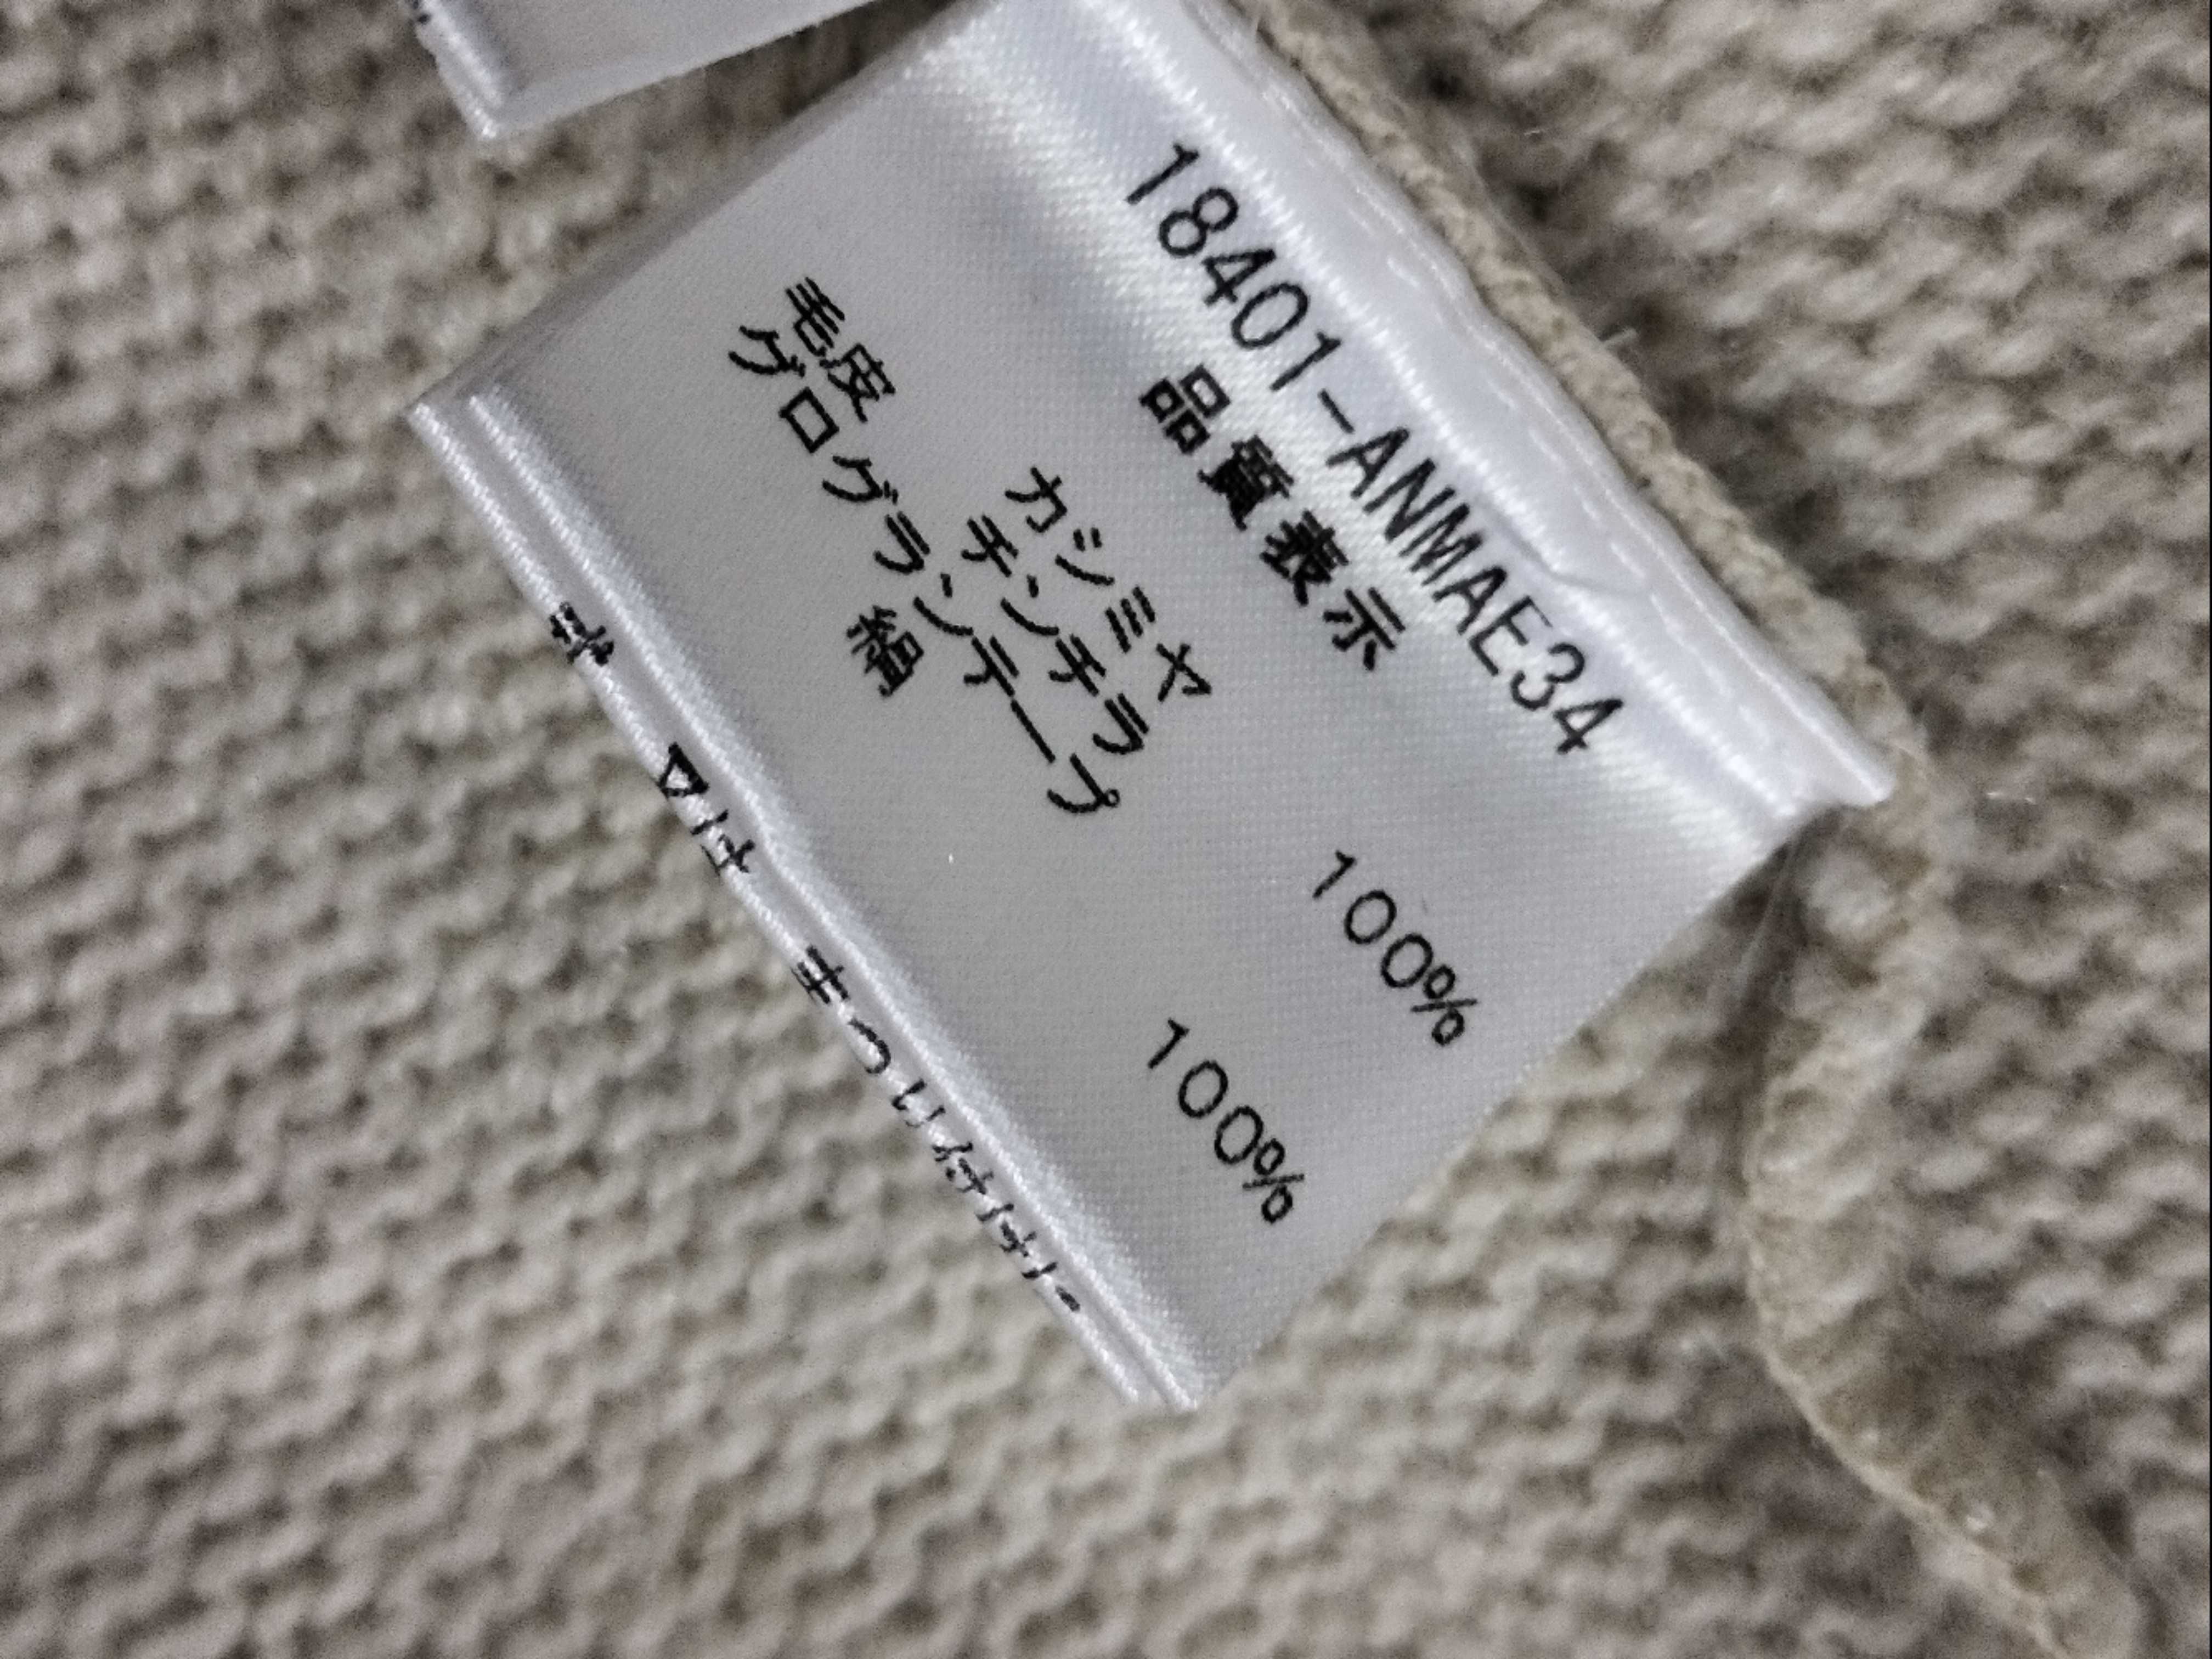 18401-ANMAE34
品質表示
カシミヤ 100%
毛皮 チンチラ
グログランテープ
絹 100%